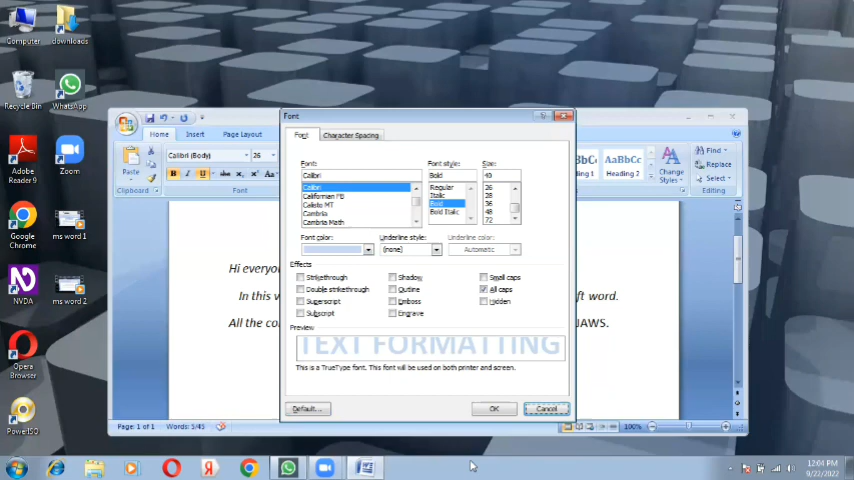 Computer
downloads
Recycle Bin
WhatsApp
Adobe Reader 9
Zoom
Google Chrome
ms word 1
NVDA
ms word 2
Opera Browser
PowerISO
Home Insert Page Layout
Calibri (Body) 26
Paste
B I U abe X Aa
Clipboard
Font
AaBbCc
Heading 2
Change Styles
Find
Replace
Select
Editing
Font
Font Character Spacing
Font: Font style: Size:
Calibri Bold 40
Calibri
Californian FB
Calisto MT
Cambria
Cambria Math
Regular
Italic
Bold
Bold Italic
26
28
36
48
72
Font color: Underline style: Underline color:
(none) Automatic
Effects
Strikethrough Shadow Small caps
Double strikethrough Outline All caps
Superscript Emboss Hidden
Subscript Engrave
Preview
TEXT FORMATTING
This is a TrueType font. This font will be used on both printer and screen.
Default... OK Cancel
Hi everyo
In this v ft word.
All the co JAWS.
Page: 1 of 1 Words: 5/45 100%
12:04 PM
9/22/2022